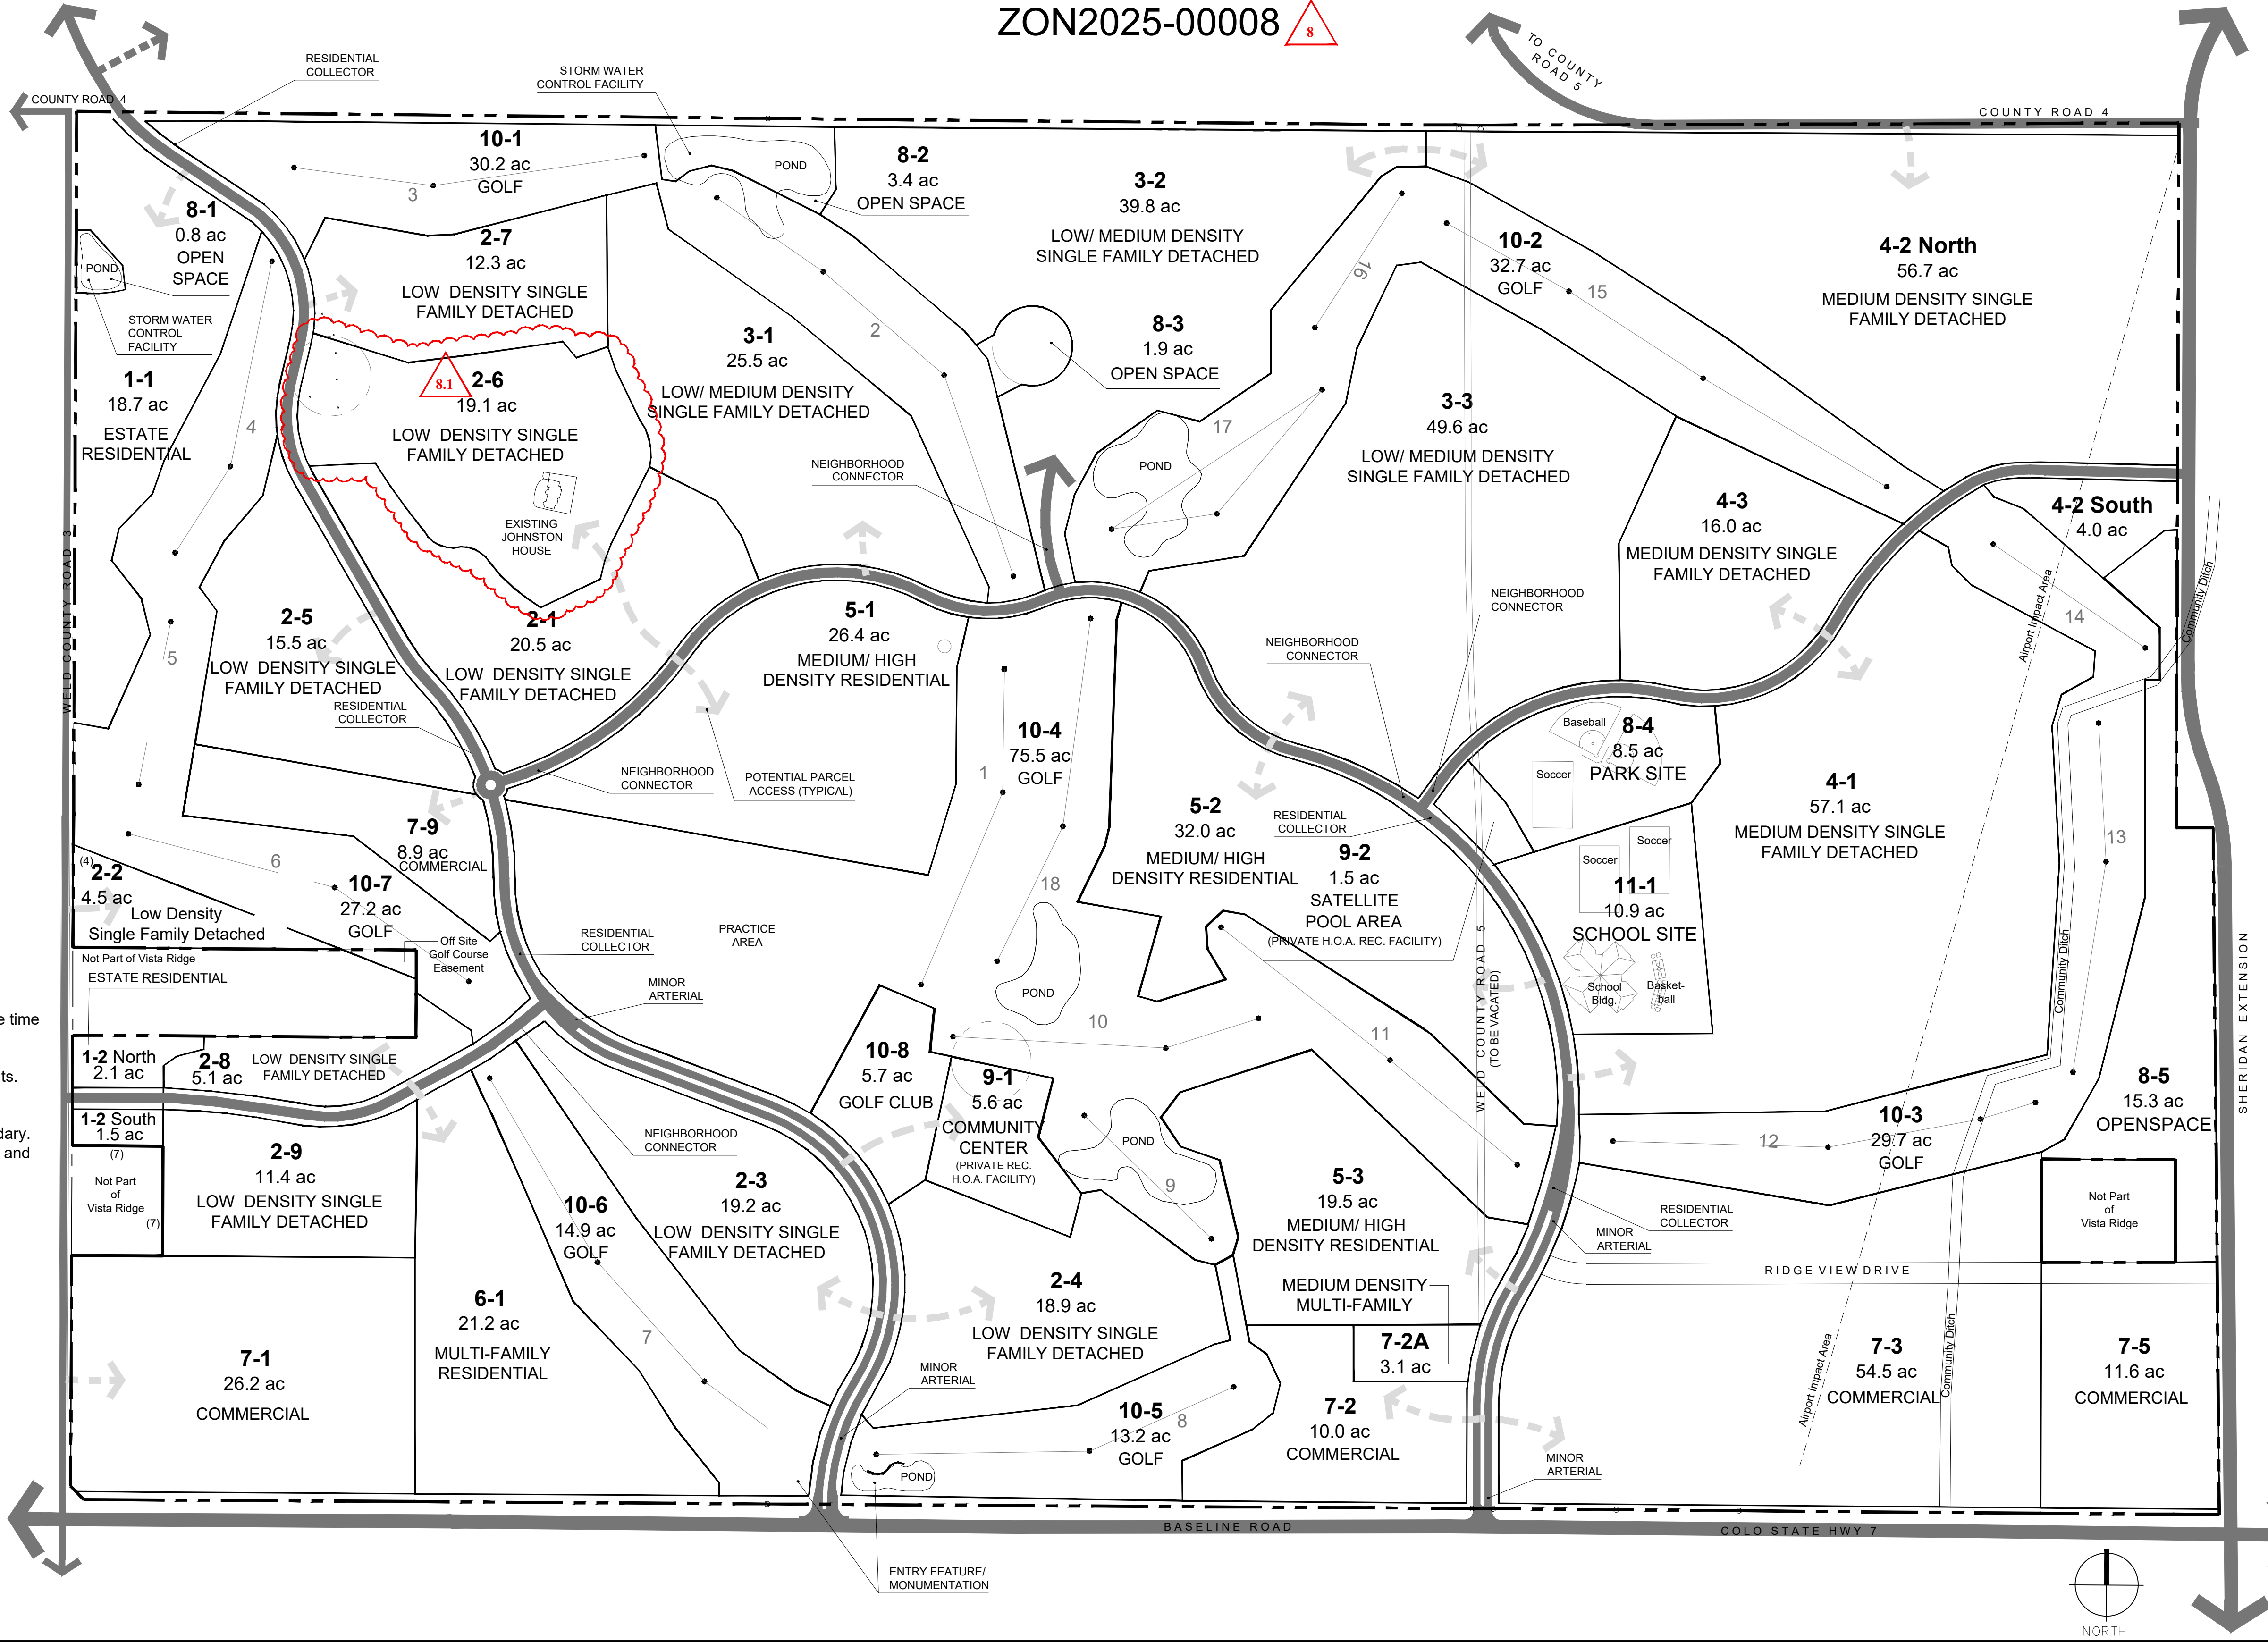 ZON2025-00008
8
TO COUNTY
ROAD 5
COUNTY ROAD 4
COUNTY ROAD 4
RESIDENTIAL
COLLECTOR
STORM WATER
CONTROL FACILITY
10-1
30.2 ac
GOLF
3
POND
8-2
3.4 ac
OPEN SPACE
3-2
39.8 ac
LOW/ MEDIUM DENSITY
SINGLE FAMILY DETACHED
10-2
32.7 ac
GOLF
15
16
4-2 North
56.7 ac
MEDIUM DENSITY SINGLE
FAMILY DETACHED
8-1
0.8 ac
OPEN
SPACE
POND
STORM WATER
CONTROL
FACILITY
2-7
12.3 ac
LOW DENSITY SINGLE
FAMILY DETACHED
3-1
25.5 ac
LOW/ MEDIUM DENSITY
SINGLE FAMILY DETACHED
2
8-3
1.9 ac
OPEN SPACE
1-1
18.7 ac
ESTATE
RESIDENTIAL
4
8.1
2-6
19.1 ac
LOW DENSITY SINGLE
FAMILY DETACHED
EXISTING
JOHNSTON
HOUSE
NEIGHBORHOOD
CONNECTOR
17
POND
3-3
49.6 ac
LOW/ MEDIUM DENSITY
SINGLE FAMILY DETACHED
4-3
16.0 ac
MEDIUM DENSITY SINGLE
FAMILY DETACHED
4-2 South
4.0 ac
14
Airport Impact Area
Community Ditch
WELD COUNTY ROAD 3
5
2-5
15.5 ac
LOW DENSITY SINGLE
FAMILY DETACHED
RESIDENTIAL
COLLECTOR
2-1
20.5 ac
LOW DENSITY SINGLE
FAMILY DETACHED
5-1
26.4 ac
MEDIUM/ HIGH
DENSITY RESIDENTIAL
NEIGHBORHOOD
CONNECTOR
POTENTIAL PARCEL
ACCESS (TYPICAL)
10-4
75.5 ac
GOLF
1
18
NEIGHBORHOOD
CONNECTOR
NEIGHBORHOOD
CONNECTOR
5-2
32.0 ac
MEDIUM/ HIGH
DENSITY RESIDENTIAL
RESIDENTIAL
COLLECTOR
9-2
1.5 ac
SATELLITE
POOL AREA
(PRIVATE H.O.A. REC. FACILITY)
Baseball
8-4
8.5 ac
PARK SITE
Soccer
4-1
57.1 ac
MEDIUM DENSITY SINGLE
FAMILY DETACHED
13
Soccer
Soccer
11-1
10.9 ac
SCHOOL SITE
School
Bldg.
Basket-
ball
Community Ditch
WELD COUNTY ROAD 5
(TO BE VACATED)
SHERIDAN EXTENSION
6
7-9
8.9 ac
COMMERCIAL
(4)
2-2
4.5 ac
Low Density
Single Family Detached
10-7
27.2 ac
GOLF
Off Site
Golf Course
Easement
Not Part of Vista Ridge
ESTATE RESIDENTIAL
RESIDENTIAL
COLLECTOR
PRACTICE
AREA
MINOR
ARTERIAL
POND
10
11
e time
its.
dary.
and
1-2 North
2.1 ac
2-8
5.1 ac
LOW DENSITY SINGLE
FAMILY DETACHED
1-2 South
1.5 ac
(7)
Not Part
of
Vista Ridge
(7)
2-9
11.4 ac
LOW DENSITY SINGLE
FAMILY DETACHED
10-8
5.7 ac
GOLF CLUB
9-1
5.6 ac
COMMUNITY
CENTER
(PRIVATE REC.
H.O.A. FACILITY)
POND
9
NEIGHBORHOOD
CONNECTOR
2-3
19.2 ac
LOW DENSITY SINGLE
FAMILY DETACHED
10-6
14.9 ac
GOLF
7
5-3
19.5 ac
MEDIUM/ HIGH
DENSITY RESIDENTIAL
MEDIUM DENSITY
MULTI-FAMILY
RESIDENTIAL
COLLECTOR
MINOR
ARTERIAL
12
10-3
29.7 ac
GOLF
8-5
15.3 ac
OPENSPACE
Not Part
of
Vista Ridge
RIDGE VIEW DRIVE
7-1
26.2 ac
COMMERCIAL
6-1
21.2 ac
MULTI-FAMILY
RESIDENTIAL
2-4
18.9 ac
LOW DENSITY SINGLE
FAMILY DETACHED
MINOR
ARTERIAL
10-5
13.2 ac
GOLF
8
POND
7-2A
3.1 ac
7-2
10.0 ac
COMMERCIAL
MINOR
ARTERIAL
Airport Impact Area
7-3
54.5 ac
COMMERCIAL
Community Ditch
7-5
11.6 ac
COMMERCIAL
BASELINE ROAD
COLO STATE HWY 7
ENTRY FEATURE/
MONUMENTATION
NORTH